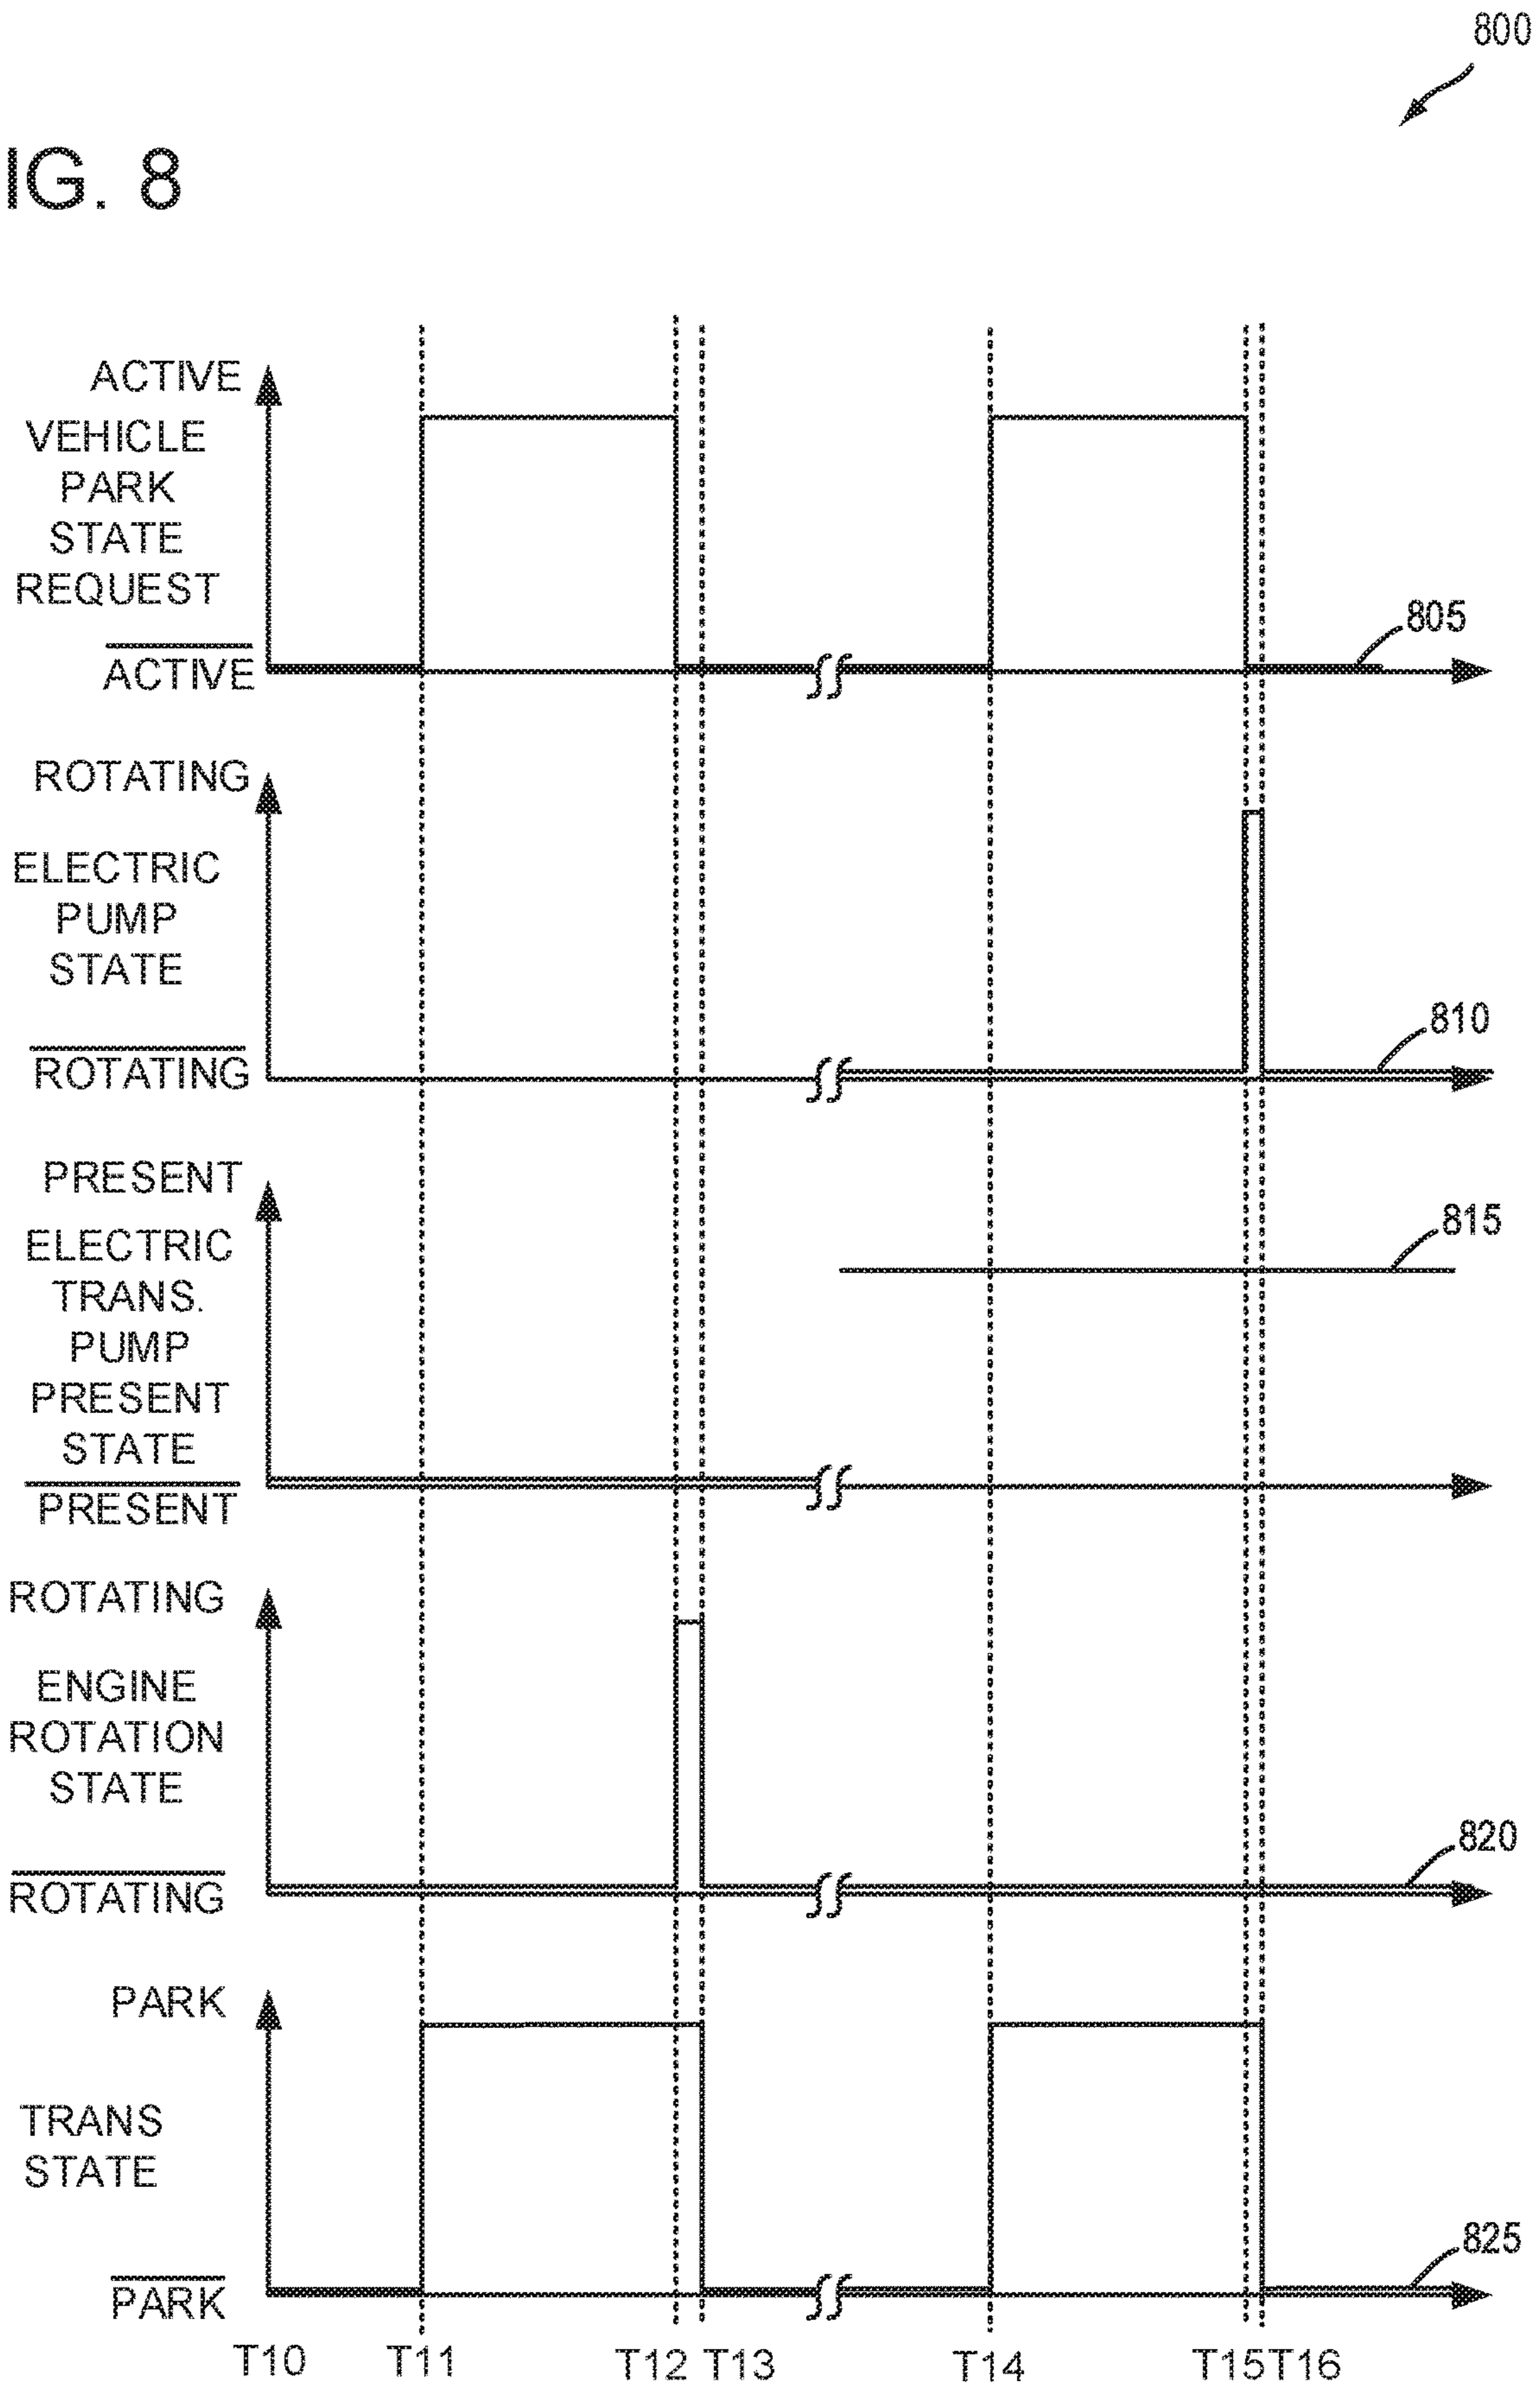 800
IG. 8
ACTIVE
VEHICLE
PARK
STATE
REQUEST
ACTIVE
805
ROTATING
ELECTRIC
PUMP
STATE
ROTATING
810
PRESENT
ELECTRIC
TRANS.
PUMP
PRESENT
STATE
PRESENT
815
ROTATING
ENGINE
ROTATION
STATE
ROTATING
820
PARK
TRANS
STATE
PARK
825
T10 T11 T12 T13 T14 T15 T16